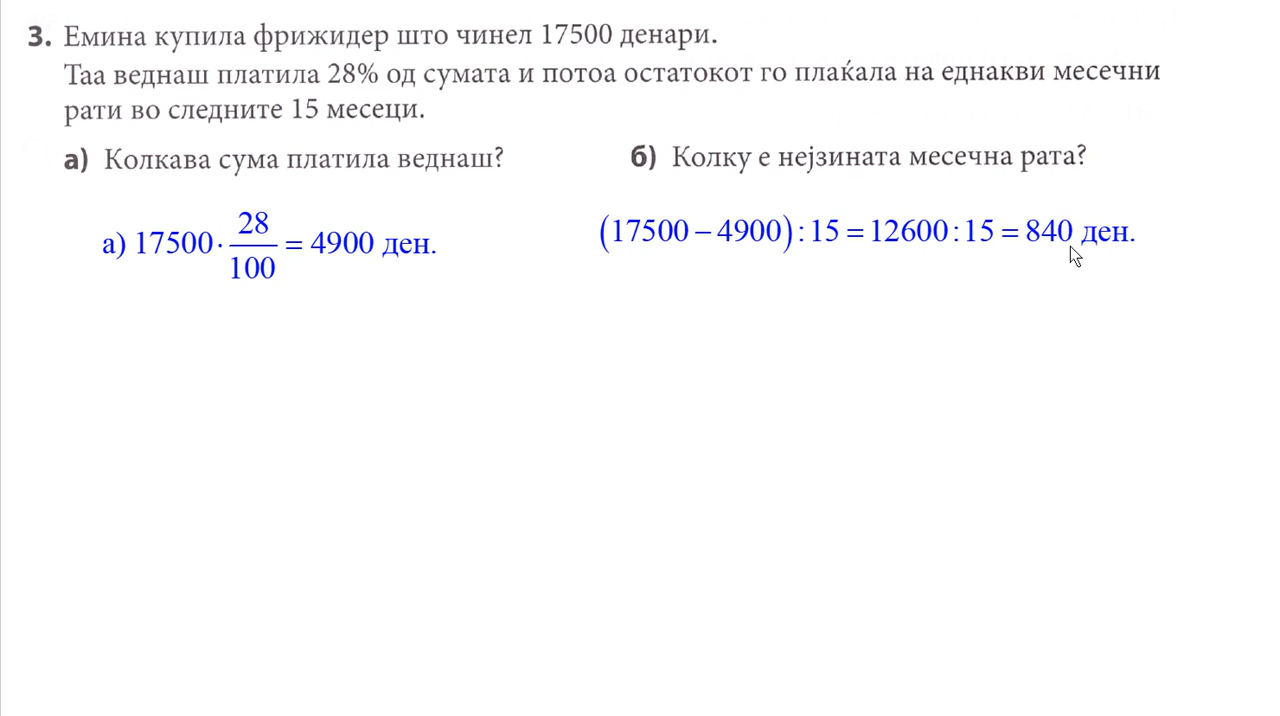 3. Емина купила фрижидер што чинел 17500 денари.
Таа веднаш платила 28% од сумата и потоа остатокот го плаќала на еднакви месечни
рати во следните 15 месеци.
а) Колкава сума платила веднаш?
б) Колку е нејзината месечна рата?
а) 17500 · 28/100 = 4900 ден.
(17500 – 4900) : 15 = 12600 : 15 = 840 ден.